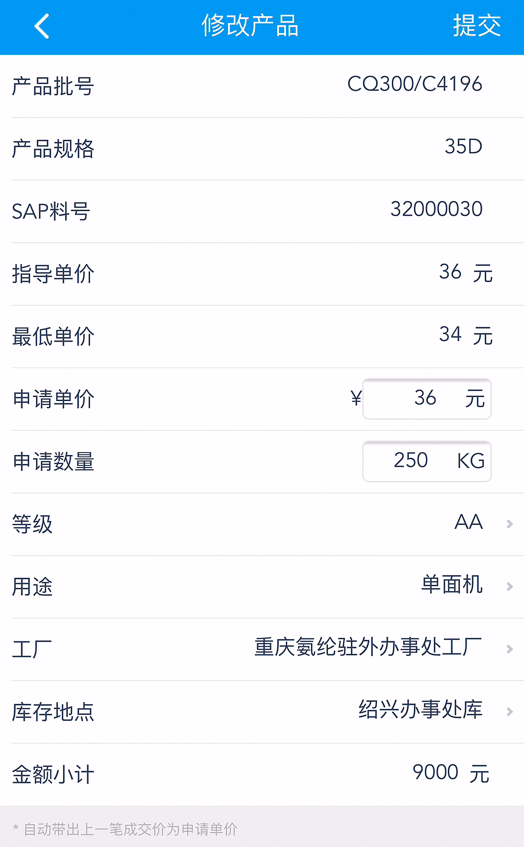 修改产品 提交
产品批号 CQ300/C4196
产品规格 35D
SAP料号 32000030
指导单价 36 元
最低单价 34 元
申请单价 ¥ 36 元
申请数量 250 KG
等级 AA
用途 单面机
工厂 重庆氨纶驻外办事处工厂
库存地点 绍兴办事处库
金额小计 9000 元
* 自动带出上一笔成交价为申请单价